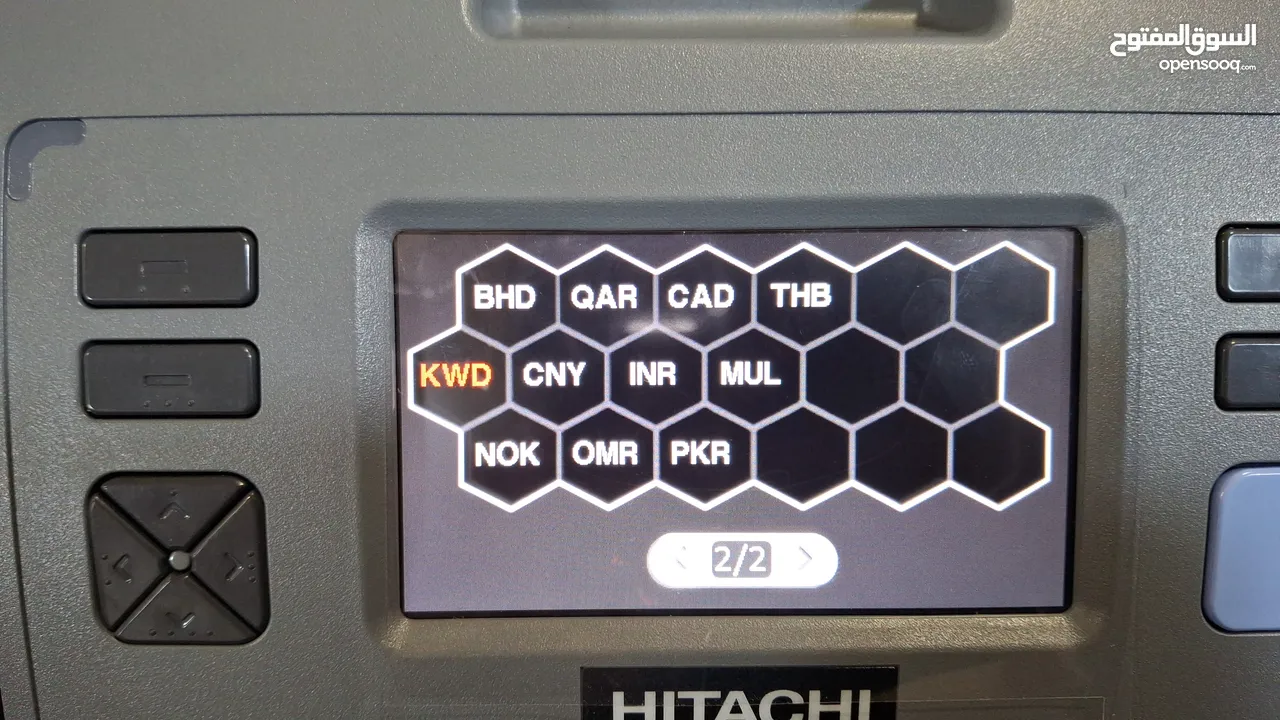 السوق المفتوح
opensooq.com
BHD QAR CAD THB
KWD CNY INR MUL
NOK OMR PKR
2/2
HITACHI